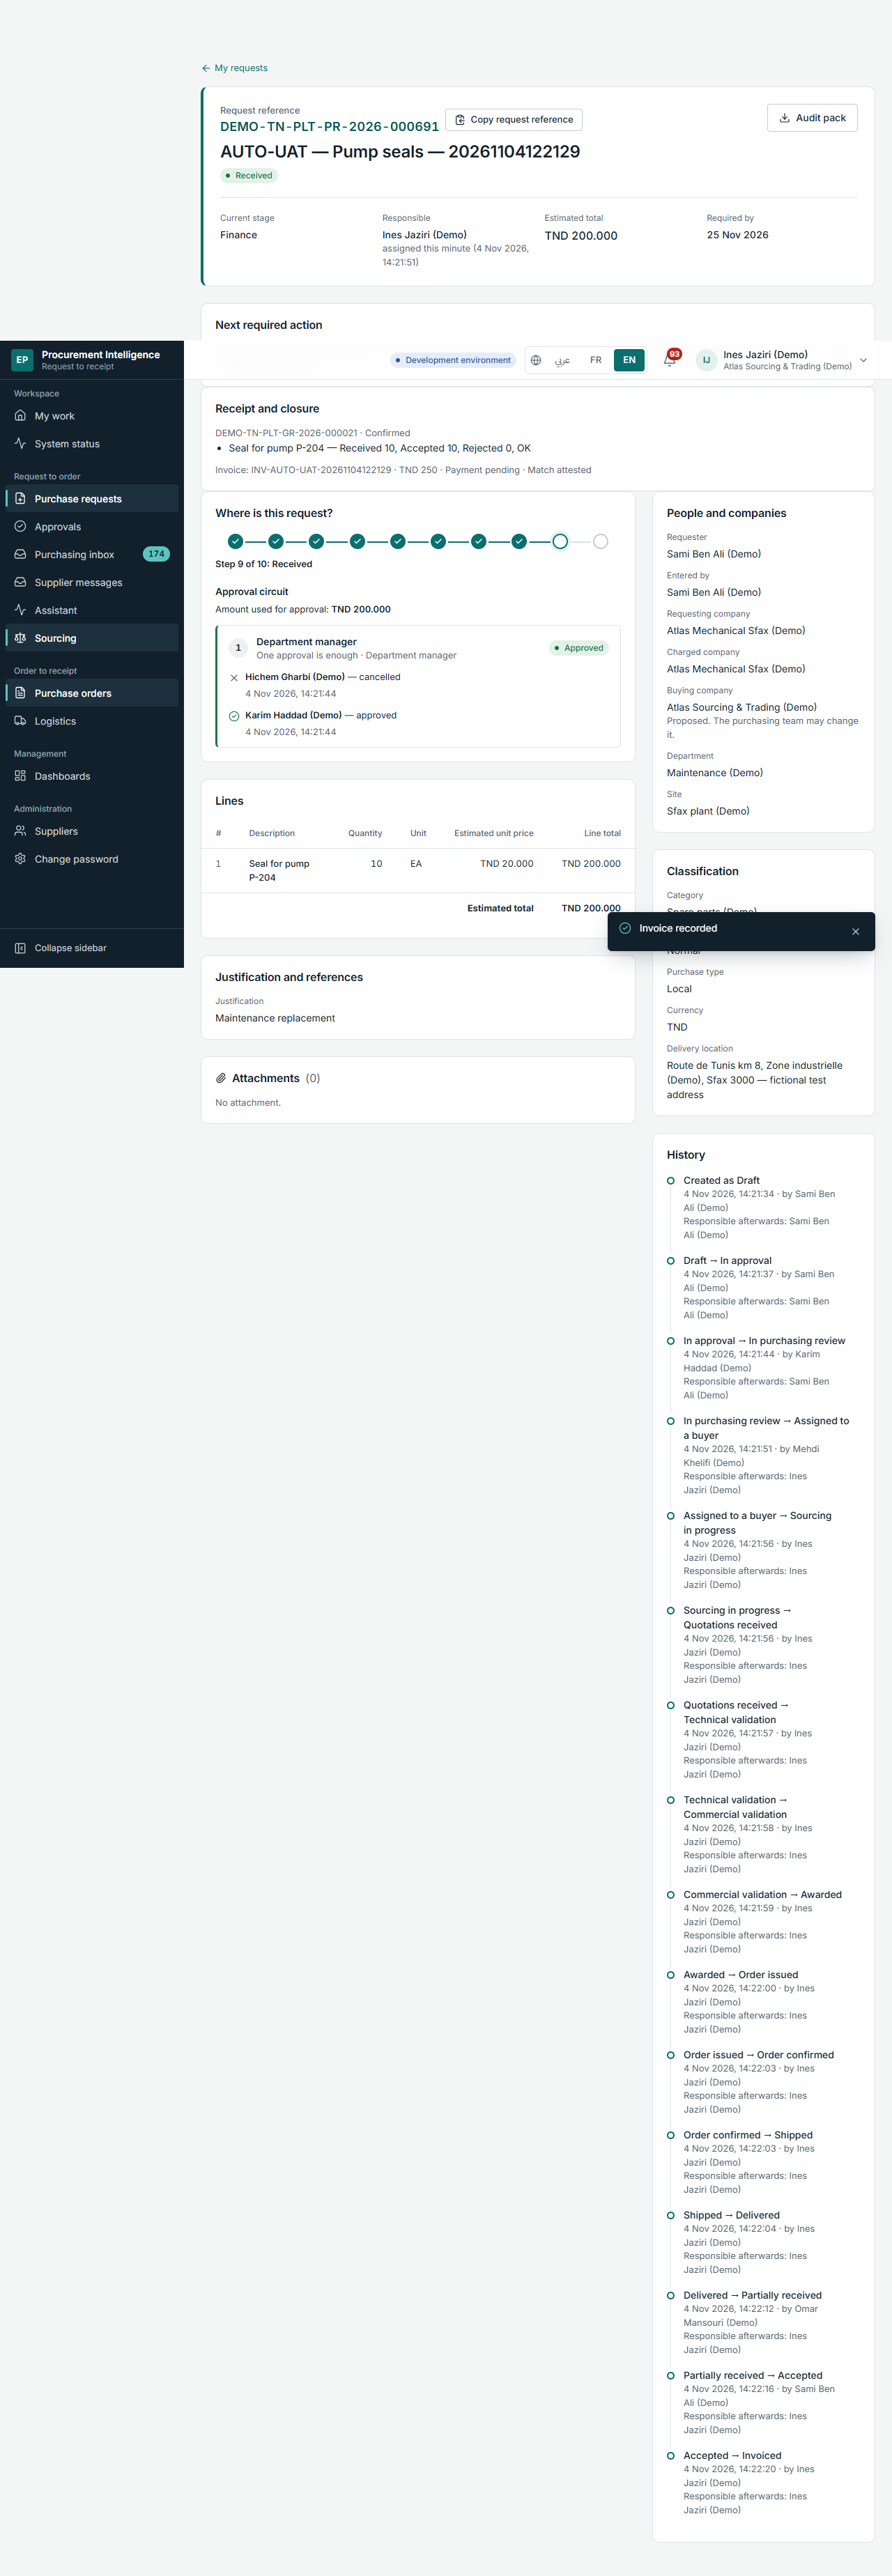 My requests
Request reference
DEMO-TN-PLT-PR-2026-000691
Copy request reference
Audit pack
AUTO-UAT — Pump seals — 20261104122129
Received
Current stage
Finance
Responsible
Ines Jaziri (Demo)
assigned this minute (4 Nov 2026,
14:21:51)
Estimated total
TND 200.000
Required by
25 Nov 2026
Next required action
EP
Procurement Intelligence
Request to receipt
Development environment
عربي
FR
EN
93
IJ
Ines Jaziri (Demo)
Atlas Sourcing & Trading (Demo)
Workspace
My work
System status
Request to order
Purchase requests
Approvals
Purchasing inbox
174
Supplier messages
Assistant
Sourcing
Order to receipt
Purchase orders
Logistics
Management
Dashboards
Administration
Suppliers
Change password
Collapse sidebar
Receipt and closure
DEMO-TN-PLT-GR-2026-000021 · Confirmed
Seal for pump P-204 — Received 10, Accepted 10, Rejected 0, OK
Invoice: INV-AUTO-UAT-20261104122129 · TND 250 · Payment pending · Match attested
Where is this request?
Step 9 of 10: Received
Approval circuit
Amount used for approval: TND 200.000
1
Department manager
One approval is enough · Department manager
Approved
Hichem Gharbi (Demo) — cancelled
4 Nov 2026, 14:21:44
Karim Haddad (Demo) — approved
4 Nov 2026, 14:21:44
Lines
# Description Quantity Unit Estimated unit price Line total
1 Seal for pump 10 EA TND 20.000 TND 200.000
P-204
Estimated total TND 200.000
Justification and references
Justification
Maintenance replacement
Attachments (0)
No attachment.
People and companies
Requester
Sami Ben Ali (Demo)
Entered by
Sami Ben Ali (Demo)
Requesting company
Atlas Mechanical Sfax (Demo)
Charged company
Atlas Mechanical Sfax (Demo)
Buying company
Atlas Sourcing & Trading (Demo)
Proposed. The purchasing team may change
it.
Department
Maintenance (Demo)
Site
Sfax plant (Demo)
Classification
Category
Spare parts (Demo)
Invoice recorded
Normal
Purchase type
Local
Currency
TND
Delivery location
Route de Tunis km 8, Zone industrielle
(Demo), Sfax 3000 — fictional test
address
History
Created as Draft
4 Nov 2026, 14:21:34 · by Sami Ben
Ali (Demo)
Responsible afterwards: Sami Ben
Ali (Demo)
Draft → In approval
4 Nov 2026, 14:21:37 · by Sami Ben
Ali (Demo)
Responsible afterwards: Sami Ben
Ali (Demo)
In approval → In purchasing review
4 Nov 2026, 14:21:44 · by Karim
Haddad (Demo)
Responsible afterwards: Sami Ben
Ali (Demo)
In purchasing review → Assigned to
a buyer
4 Nov 2026, 14:21:51 · by Mehdi
Khelifi (Demo)
Responsible afterwards: Ines
Jaziri (Demo)
Assigned to a buyer → Sourcing
in progress
4 Nov 2026, 14:21:56 · by Ines
Jaziri (Demo)
Responsible afterwards: Ines
Jaziri (Demo)
Sourcing in progress →
Quotations received
4 Nov 2026, 14:21:56 · by Ines
Jaziri (Demo)
Responsible afterwards: Ines
Jaziri (Demo)
Quotations received →
Technical validation
4 Nov 2026, 14:21:57 · by Ines
Jaziri (Demo)
Responsible afterwards: Ines
Jaziri (Demo)
Technical validation →
Commercial validation
4 Nov 2026, 14:21:58 · by Ines
Jaziri (Demo)
Responsible afterwards: Ines
Jaziri (Demo)
Commercial validation → Awarded
4 Nov 2026, 14:21:59 · by Ines
Jaziri (Demo)
Responsible afterwards: Ines
Jaziri (Demo)
Awarded → Order issued
4 Nov 2026, 14:22:00 · by Ines
Jaziri (Demo)
Responsible afterwards: Ines
Jaziri (Demo)
Order issued → Order confirmed
4 Nov 2026, 14:22:03 · by Ines
Jaziri (Demo)
Responsible afterwards: Ines
Jaziri (Demo)
Order confirmed → Shipped
4 Nov 2026, 14:22:03 · by Ines
Jaziri (Demo)
Responsible afterwards: Ines
Jaziri (Demo)
Shipped → Delivered
4 Nov 2026, 14:22:04 · by Ines
Jaziri (Demo)
Responsible afterwards: Ines
Jaziri (Demo)
Delivered → Partially received
4 Nov 2026, 14:22:12 · by Omar
Mansouri (Demo)
Responsible afterwards: Ines
Jaziri (Demo)
Partially received → Accepted
4 Nov 2026, 14:22:16 · by Sami Ben
Ali (Demo)
Responsible afterwards: Ines
Jaziri (Demo)
Accepted → Invoiced
4 Nov 2026, 14:22:20 · by Ines
Jaziri (Demo)
Responsible afterwards: Ines
Jaziri (Demo)